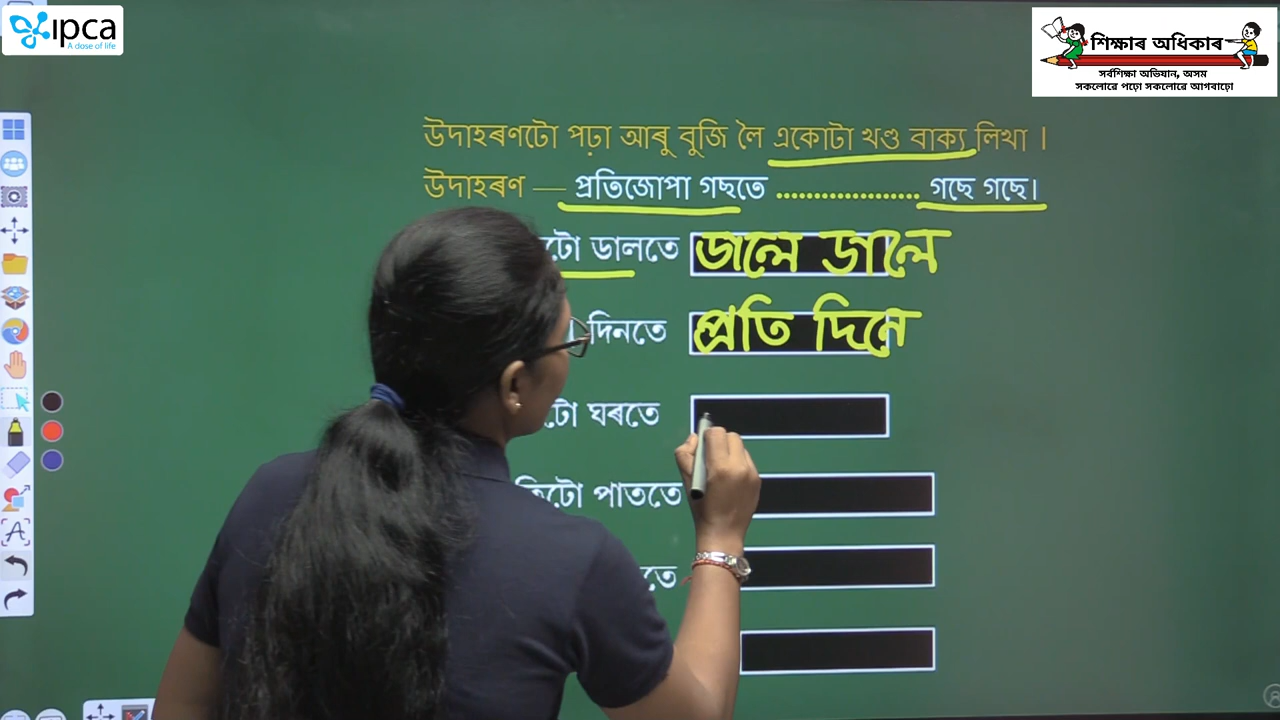 ipca
A dose of life
শিক্ষাৰ অধিকাৰ
সৰ্বশিক্ষা অভিযান, অসম
সকলোৱে পঢ়ো সকলোৱে আগবাঢ়ো
উদাহৰণটো পঢ়া আৰু বুজি লৈ একোটা খণ্ড বাক্য লিখা ।
উদাহৰণ — প্ৰতিজোপা গছতে .................... গছে গছে।
ডালতে ডালে ডালে
দিনতে প্ৰতি দিনে
ঘৰতে
পাততে